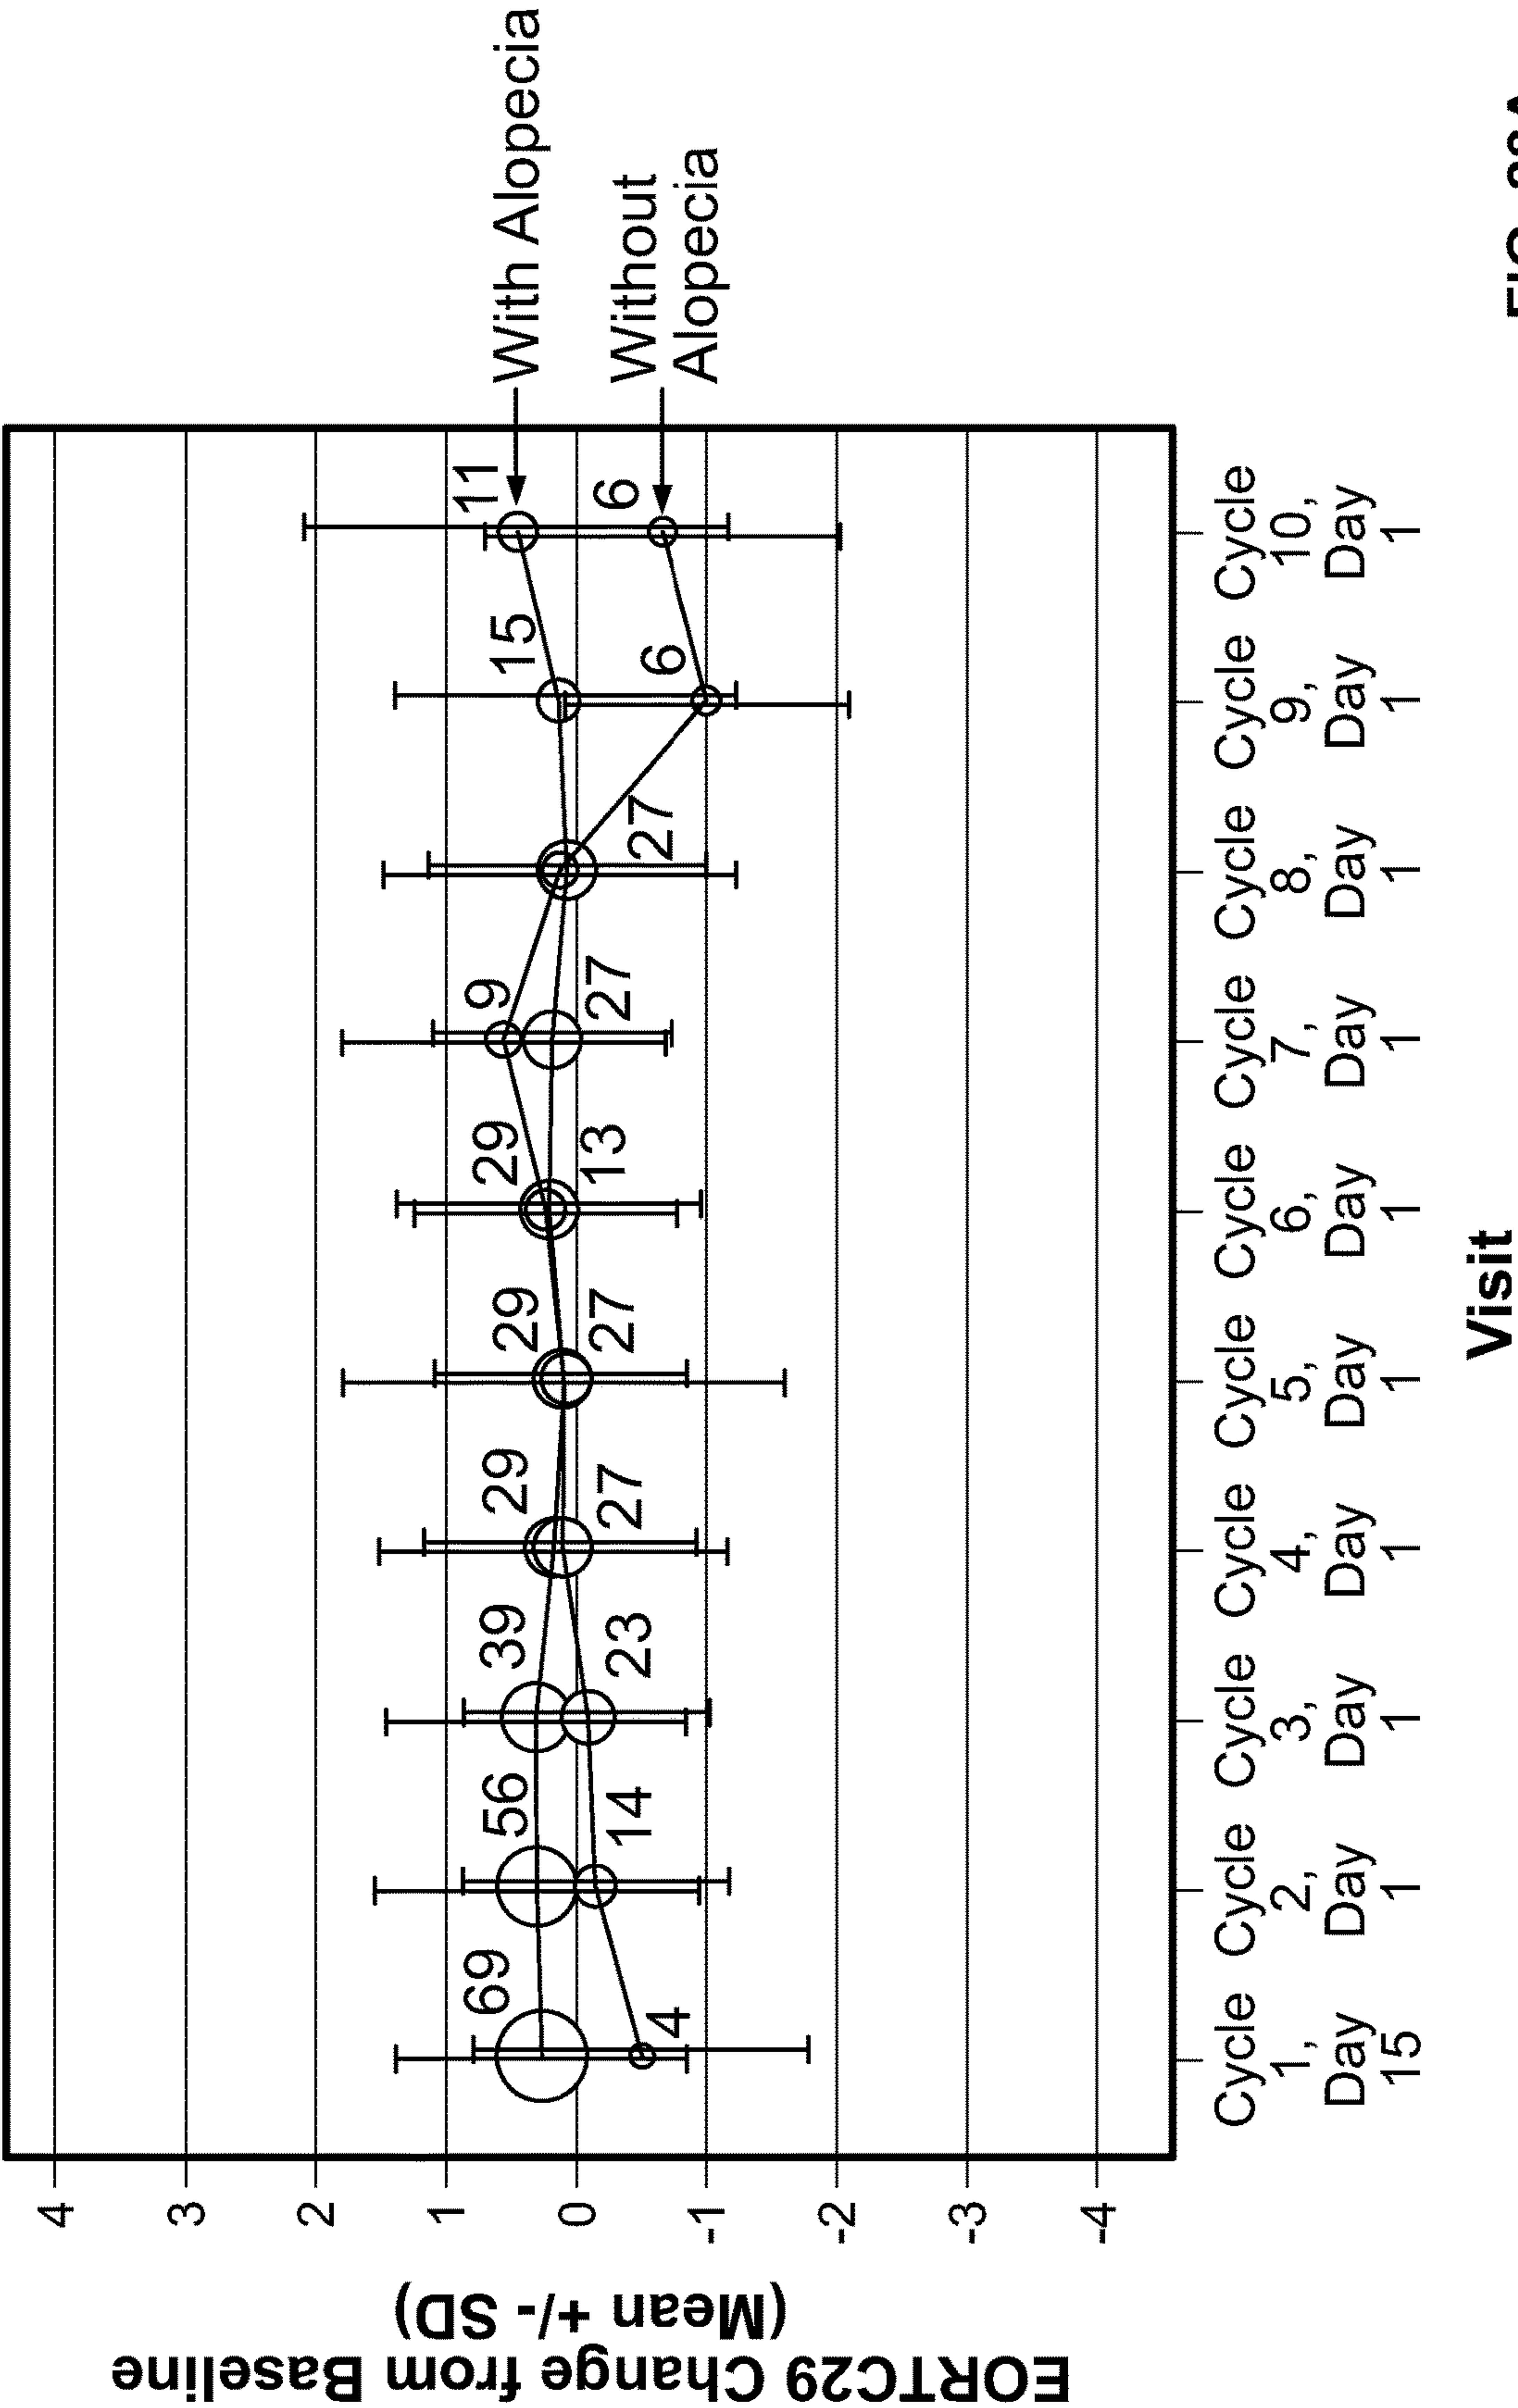 EORTC29 Change from Baseline
(Mean +/- SD)
4
3
2
1
0
-1
-2
-3
-4
69
56
39
29
29
29
9
15
11
4
14
23
27
27
13
27
27
6
6
With Alopecia
Without
Alopecia
Cycle
1,
Day
15
Cycle
2,
Day
1
Cycle
3,
Day
1
Cycle
4,
Day
1
Cycle
5,
Day
1
Cycle
6,
Day
1
Cycle
7,
Day
1
Cycle
8,
Day
1
Cycle
9,
Day
1
Cycle
10,
Day
1
Visit